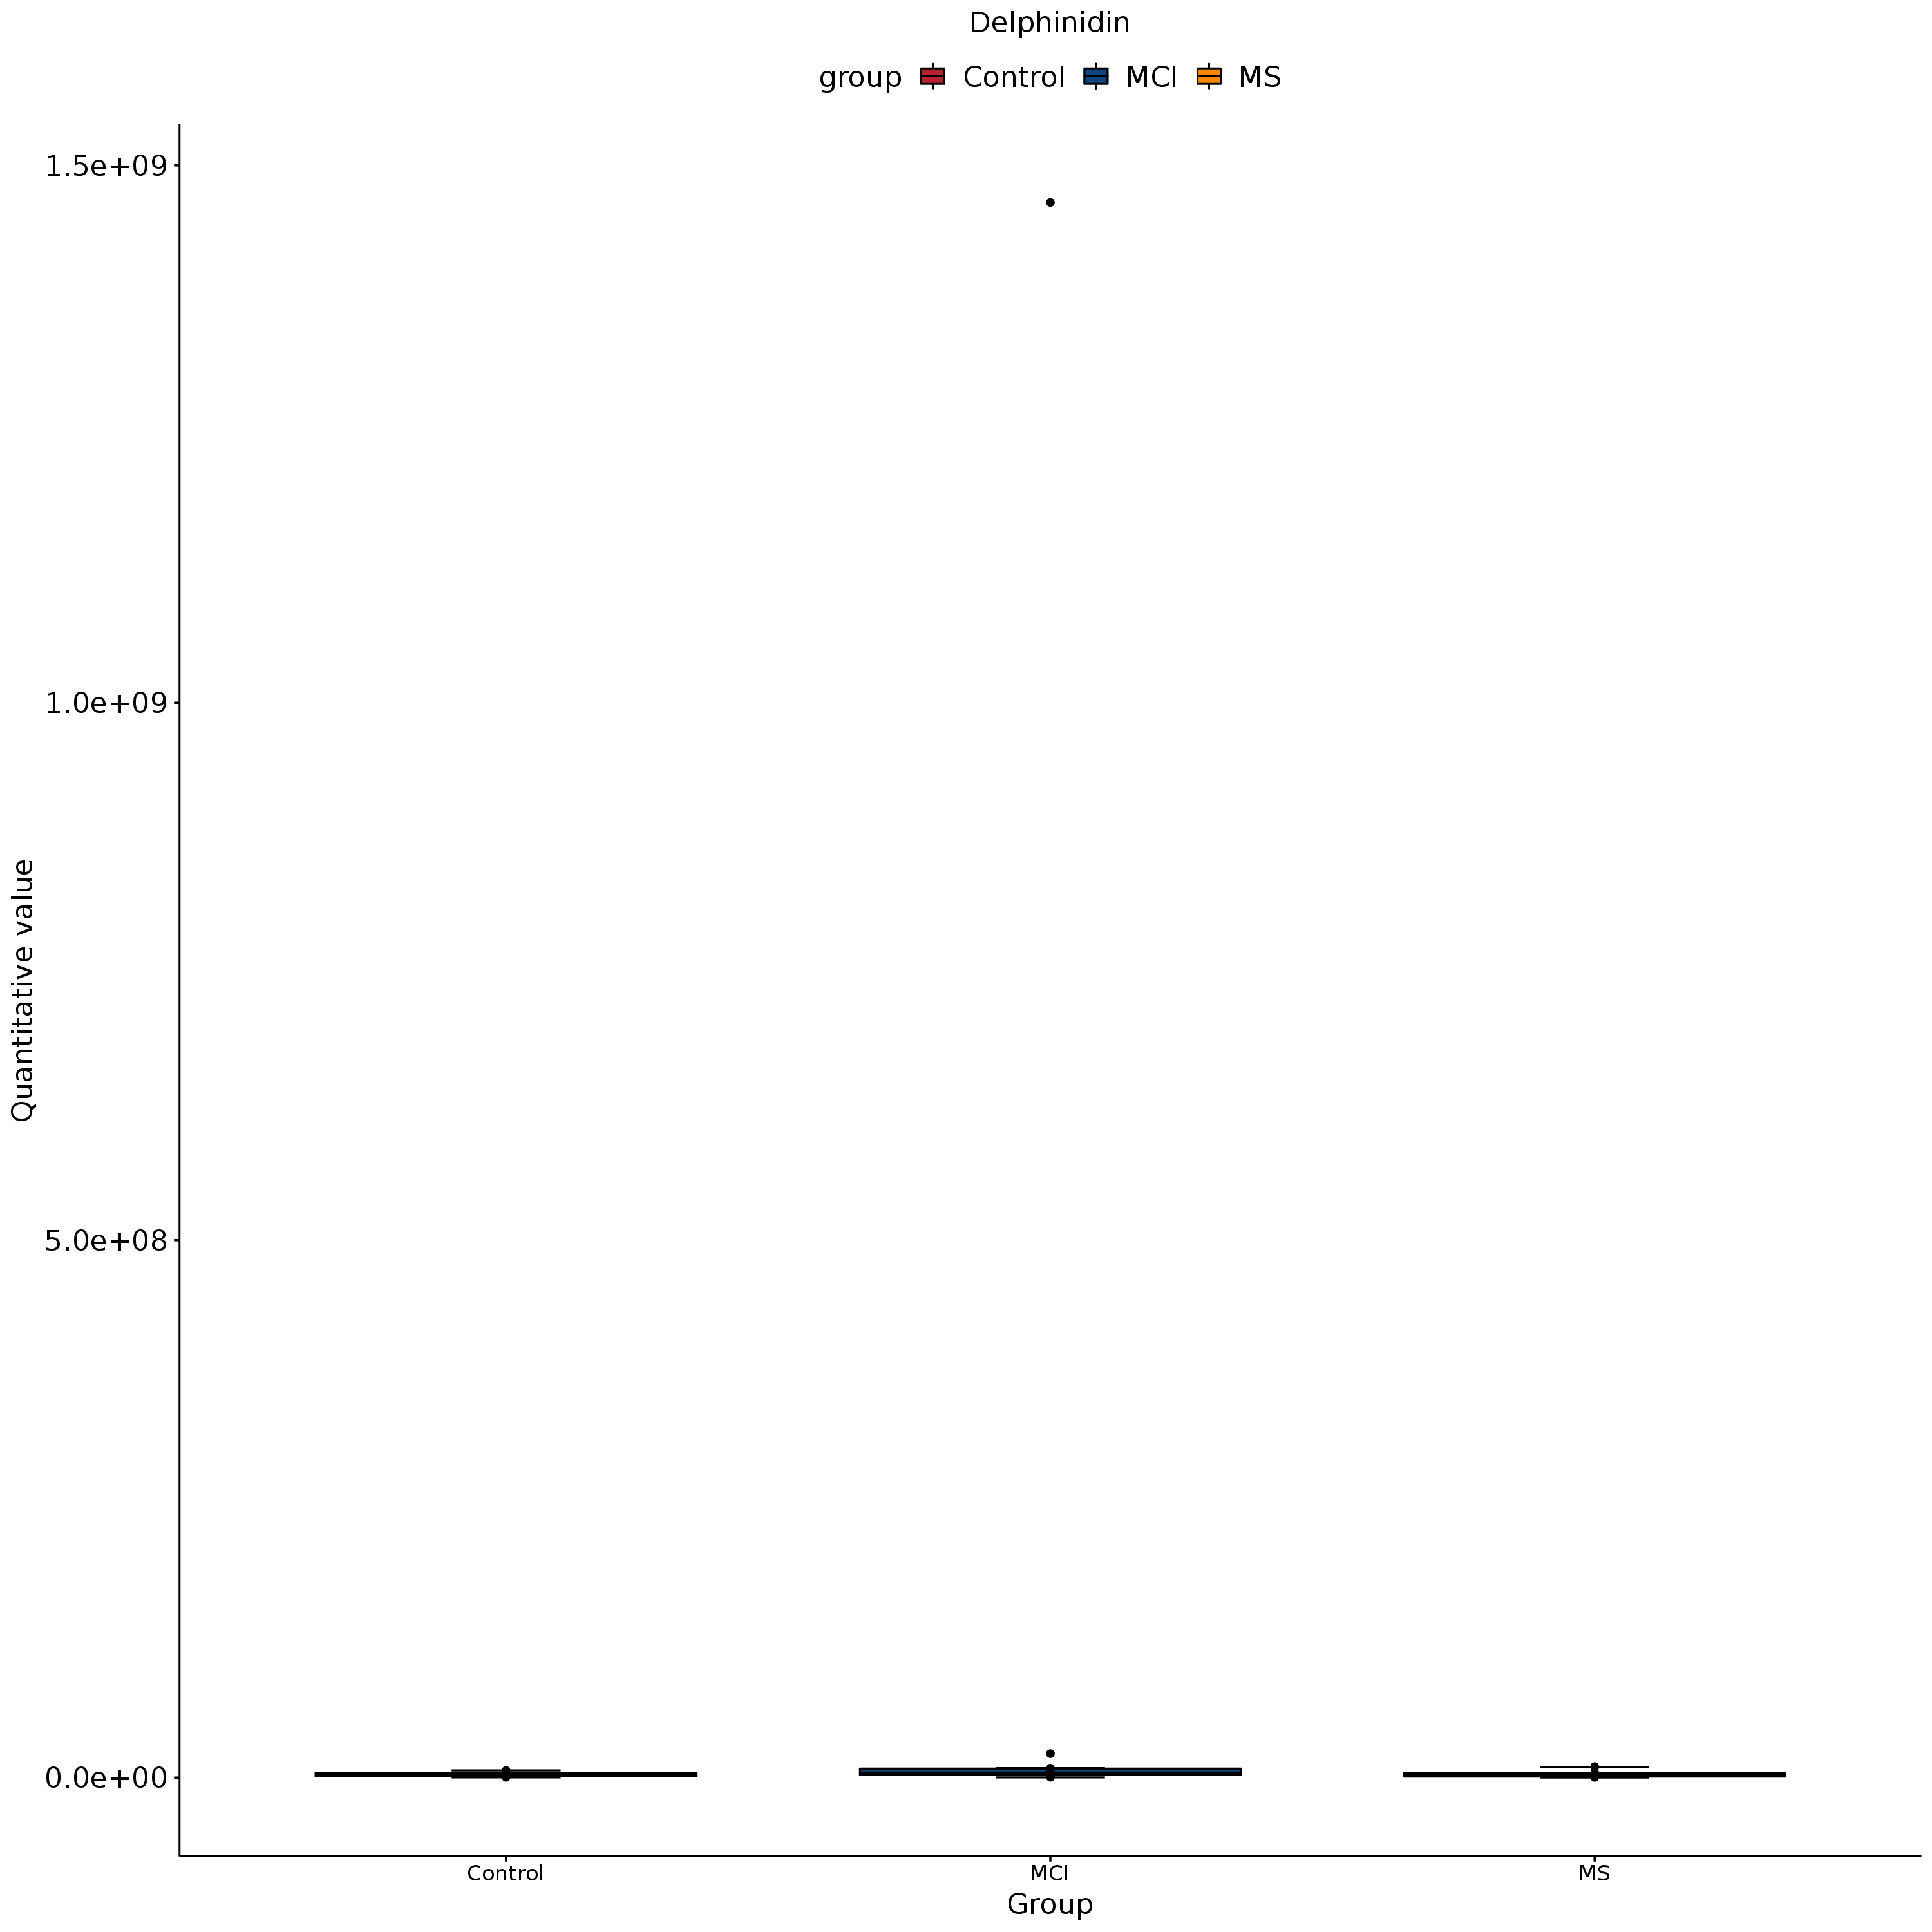 Delphinidin
group Control MCI MS
1.5e+09
1.0e+09
5.0e+08
0.0e+00
Quantitative value
Control MCI MS
Group